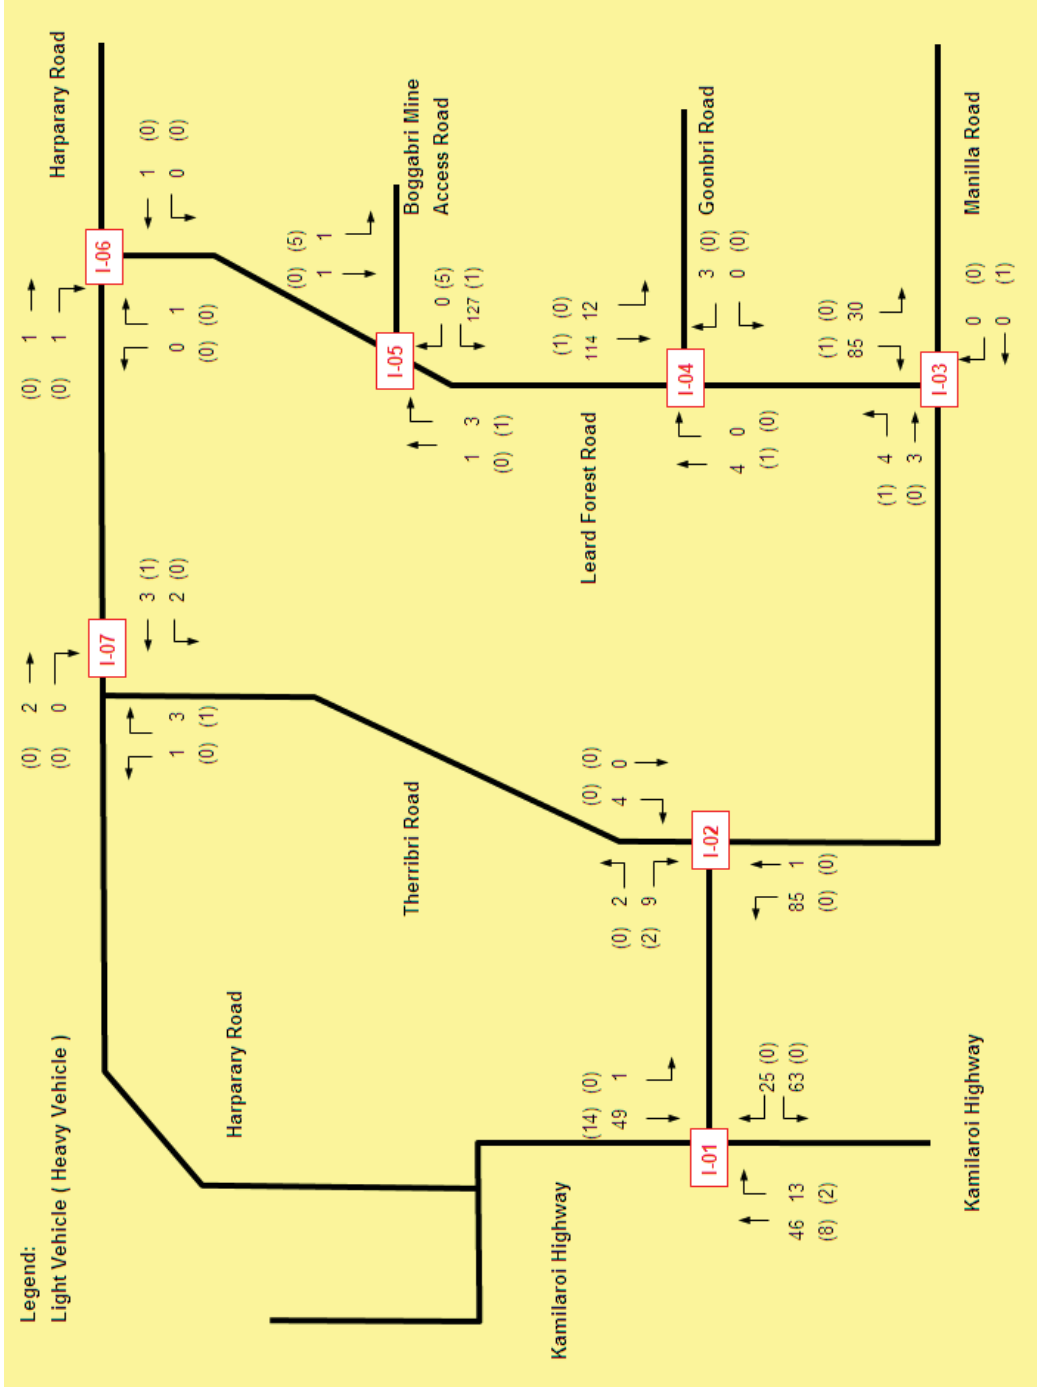 Legend:
Light Vehicle ( Heavy Vehicle )
Harparary Road
(0) 2
(0) 0
I-07
3 (1)
2 (0)
1 3
(0) (1)
(0) 1
(0) 1
I-06
1 (0)
0 (0)
0 1
(0) (0)
Harparary Road
Therribri Road
(0) (5)
1 1
I-05
Boggabri Mine
Access Road
0 (5)
127 (1)
1 3
(0) (1)
Leard Forest Road
(1) (0)
114 12
I-04
Goonbri Road
3 (0)
0 (0)
4 0
(1) (0)
Kamilaroi Highway
(14) (0)
49 1
I-01
25 (0)
63 (0)
46 13
(8) (2)
(0) (0)
4 0
(0) 2
(2) 9
I-02
85 1
(0) (0)
(1) (0)
85 30
(1) 4
(0) 3
I-03
0 (0)
0 (1)
Manilla Road
Kamilaroi Highway